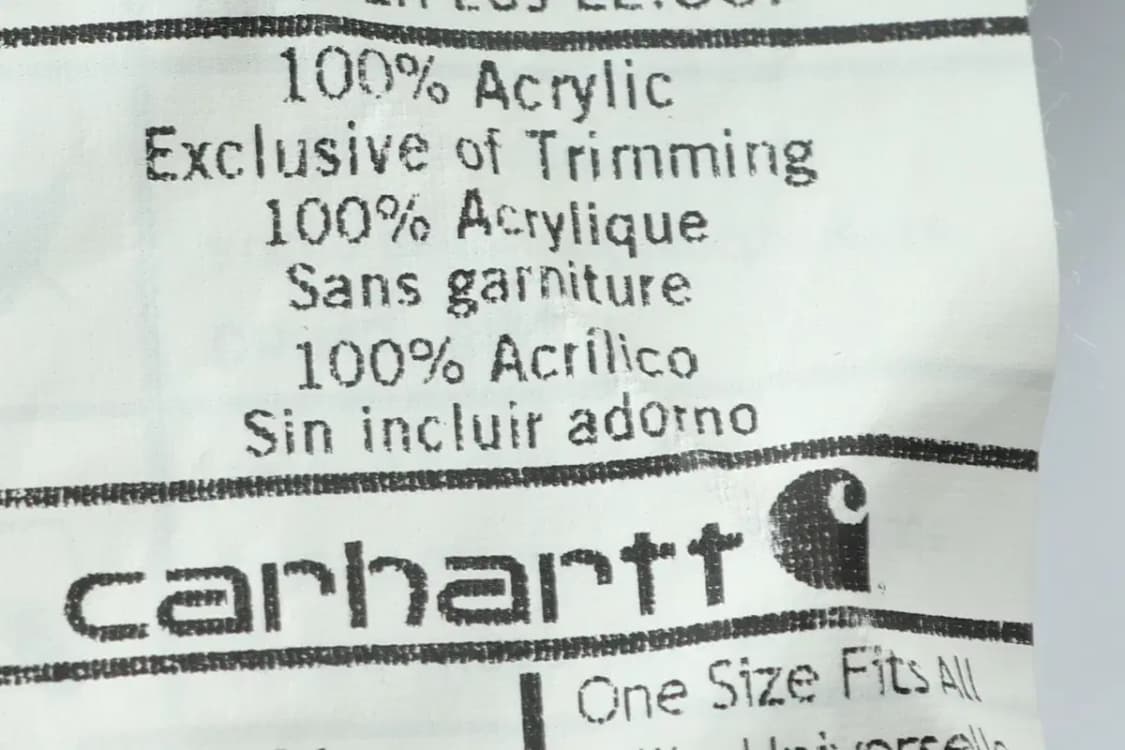 100% Acrylic
Exclusive of Trimming
100% Acrylique
Sans garniture
100% Acrílico
Sin incluir adorno
carhartt
One Size Fits All